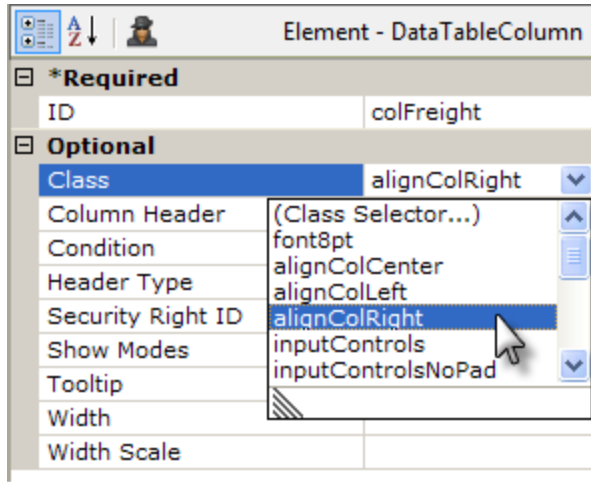 A
Z
Element - DataTableColumn
*Required
ID colFreight
Optional
Class alignColRight
Column Header
Condition
Header Type
Security Right ID
Show Modes
Tooltip
Width
Width Scale
(Class Selector...)
font8pt
alignColCenter
alignColLeft
alignColRight
inputControls
inputControlsNoPad